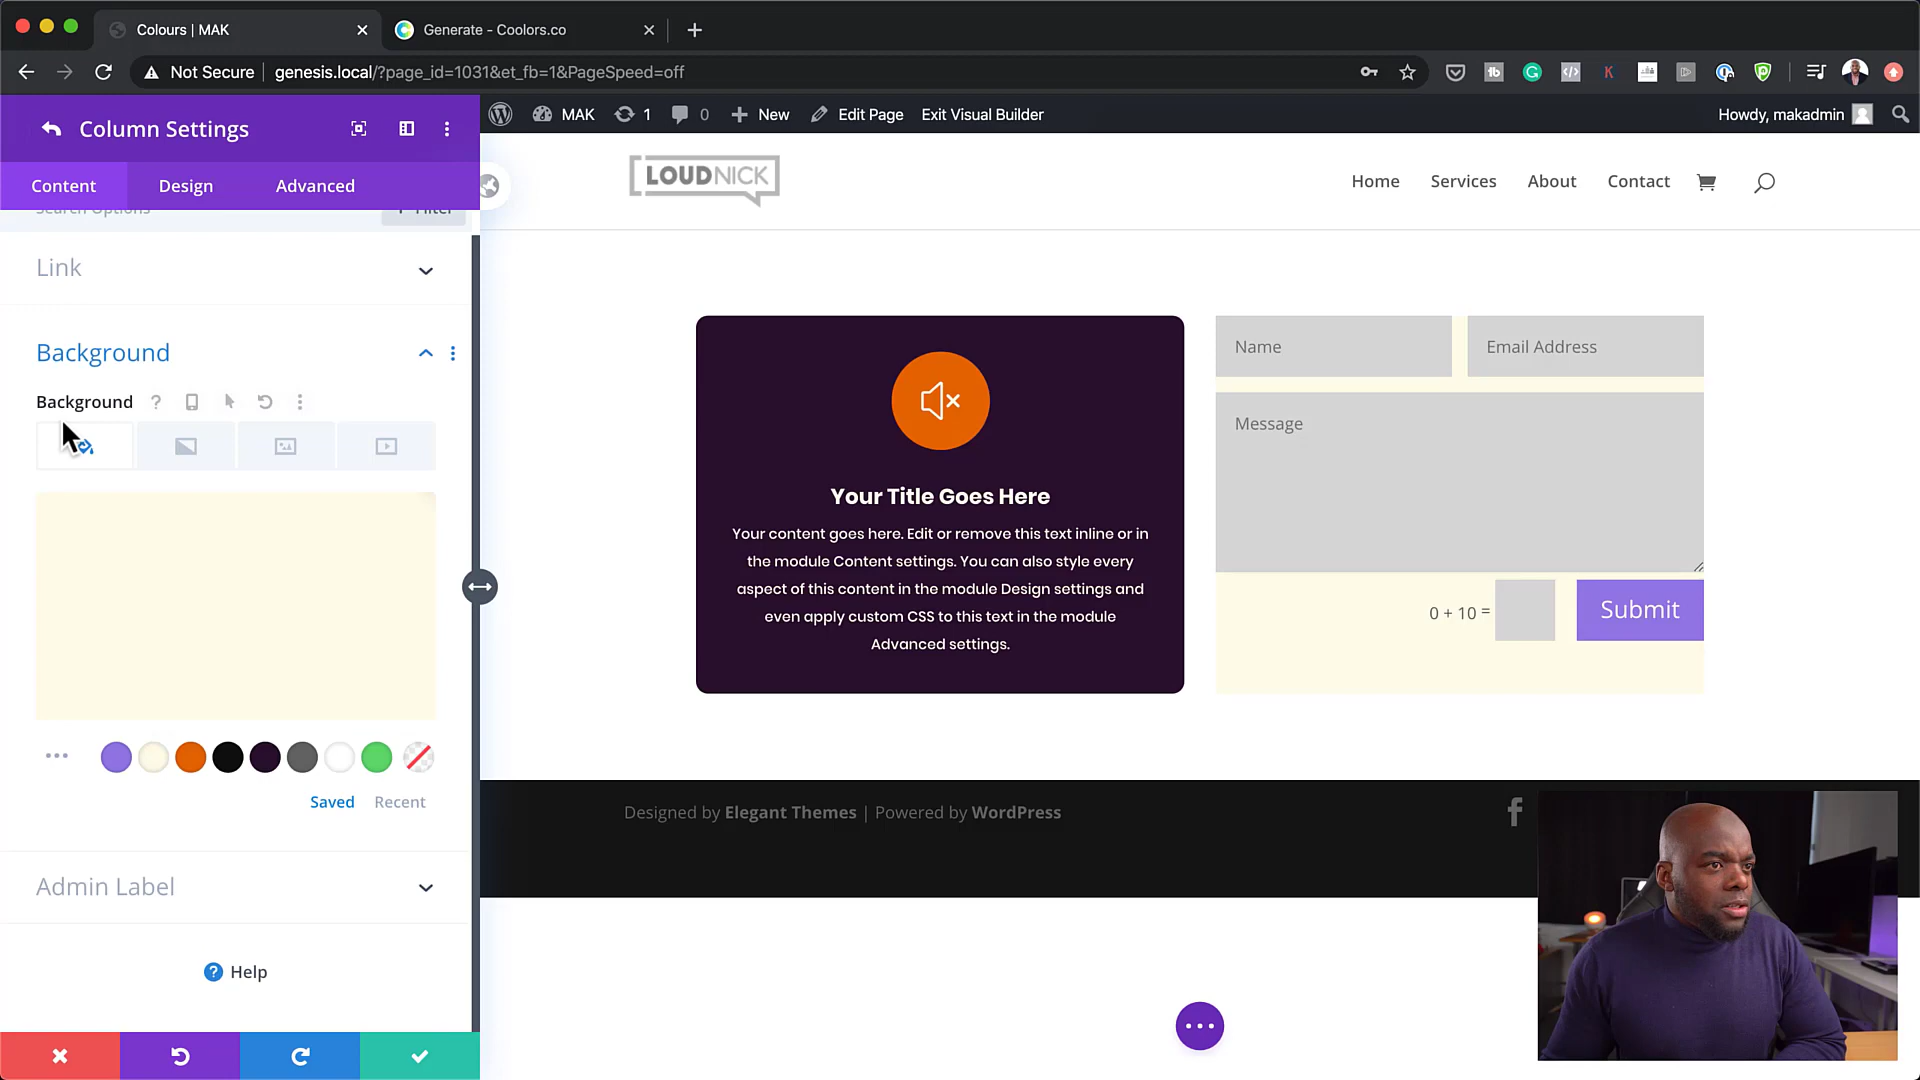 Colours | MAK
Generate - Coolors.co
Not Secure
genesis.local/?page_id=1031&et_fb=1&PageSpeed=off
Column Settings
MAK
1
0
New
Edit Page
Exit Visual Builder
Howdy, makadmin
Content
Design
Advanced
LOUDNICK
Home
Services
About
Contact
Search Options
Filter
Link
Background
Background
Saved
Recent
Admin Label
Help
Your Title Goes Here
Your content goes here. Edit or remove this text inline or in
the module Content settings. You can also style every
aspect of this content in the module Design settings and
even apply custom CSS to this text in the module
Advanced settings.
Name
Email Address
Message
0 + 10 =
Submit
Designed by Elegant Themes | Powered by WordPress